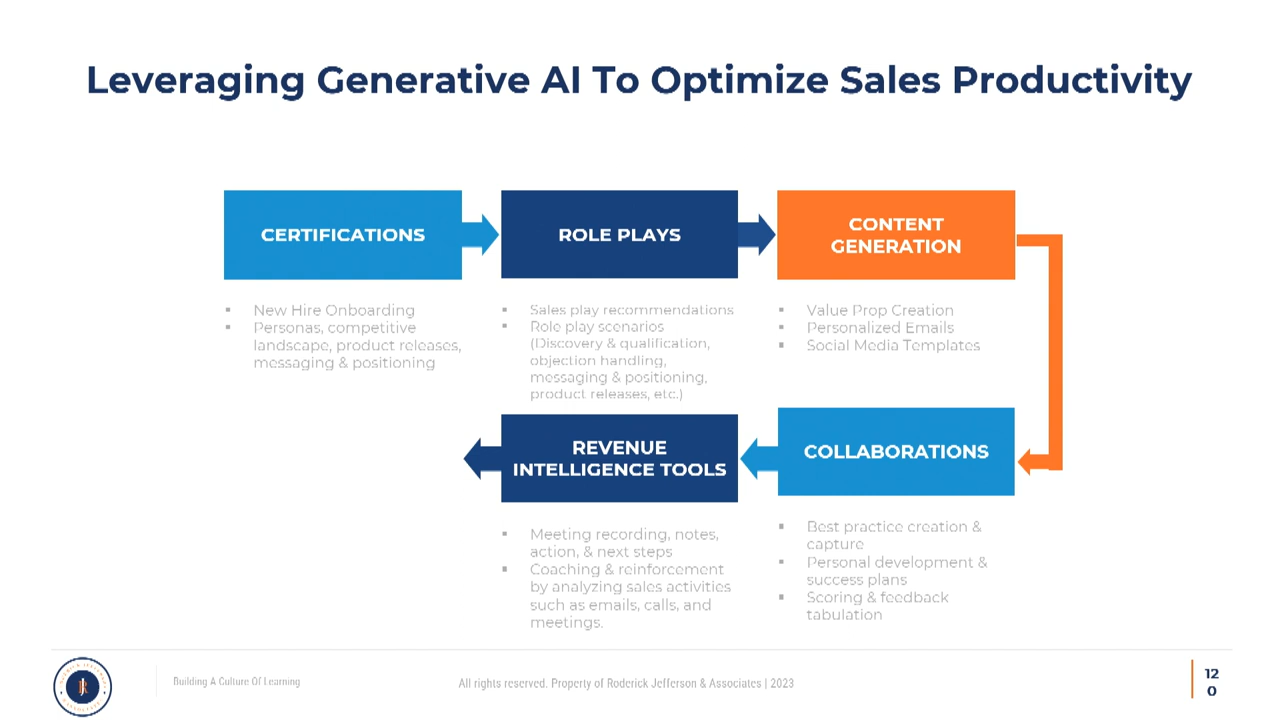 Leveraging Generative AI To Optimize Sales Productivity
CERTIFICATIONS
▪ New Hire Onboarding
▪ Personas, competitive
landscape, product releases,
messaging & positioning
ROLE PLAYS
▪ Sales play recommendations
▪ Role play scenarios
(Discovery & qualification,
objection handling,
messaging & positioning,
product releases, etc.)
CONTENT
GENERATION
▪ Value Prop Creation
▪ Personalized Emails
▪ Social Media Templates
COLLABORATIONS
▪ Best practice creation &
capture
▪ Personal development &
success plans
▪ Scoring & feedback
tabulation
REVENUE
INTELLIGENCE TOOLS
▪ Meeting recording, notes,
action, & next steps
▪ Coaching & reinforcement
by analyzing sales activities
such as emails, calls, and
meetings.
Building A Culture Of Learning
All rights reserved. Property of Roderick Jefferson & Associates | 2023
12
0